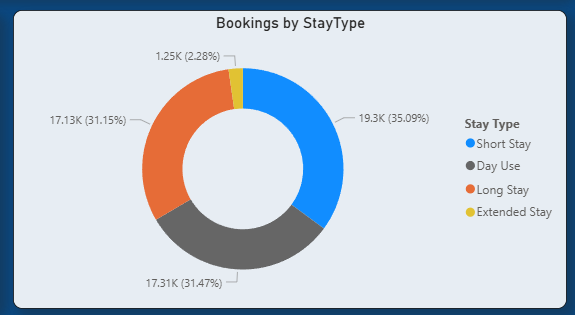 Bookings by StayType
1.25K (2.28%)
17.13K (31.15%)
19.3K (35.09%)
17.31K (31.47%)
Stay Type
Short Stay
Day Use
Long Stay
Extended Stay